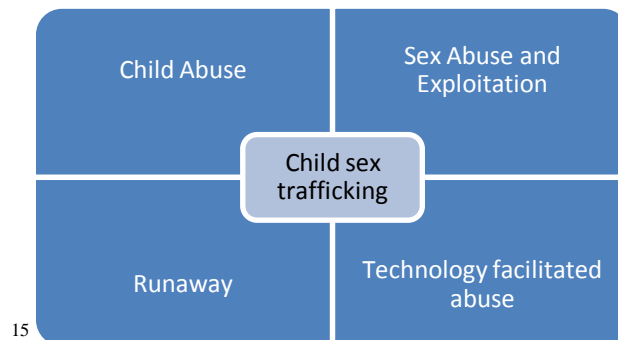 Child Abuse
Sex Abuse and
Exploitation
Child sex
trafficking
Runaway
Technology facilitated
abuse
15